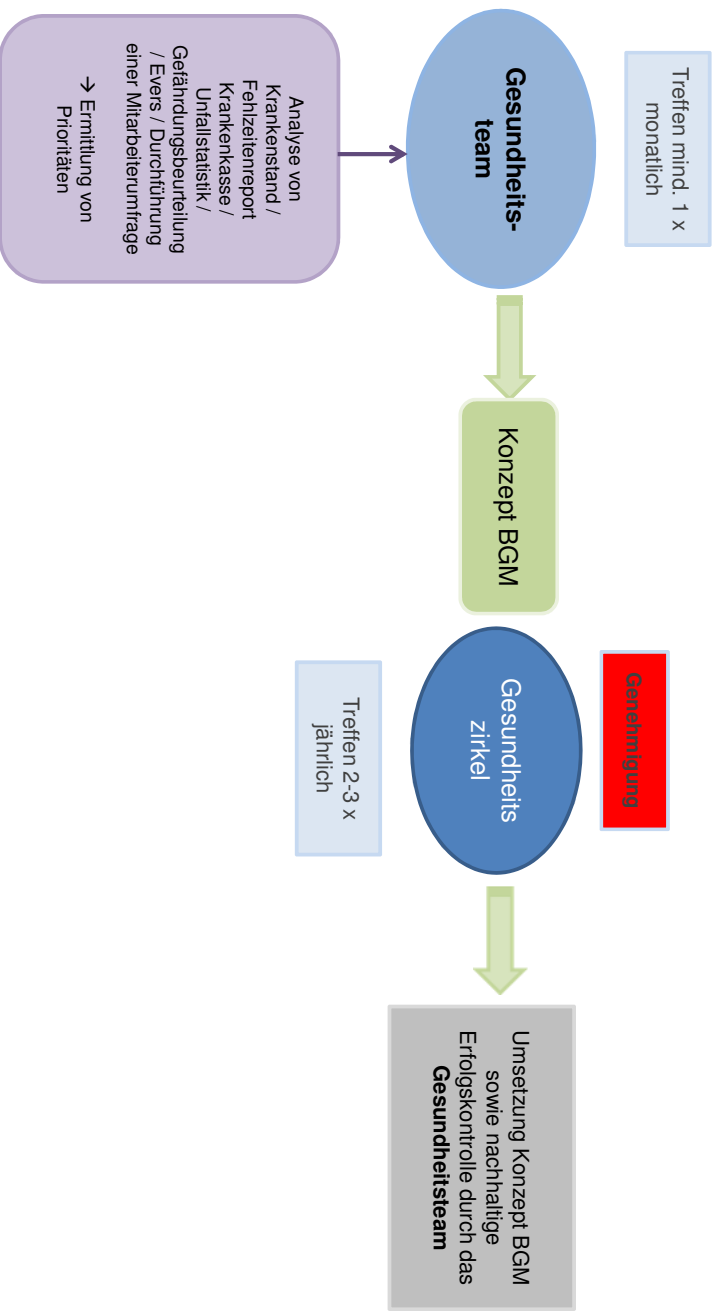 Treffen mind. 1 x
monatlich
Gesundheits-
team
Analyse von
Krankenstand /
Fehlzeitenreport
Krankenkasse /
Unfallstatistik /
Gefährdungsbeurteilung
/ Evers / Durchführung
einer Mitarbeiterumfrage
→ Ermittlung von
Prioritäten
Konzept BGM
Genehmigung
Gesundheits
zirkel
Treffen 2-3 x
jährlich
Umsetzung Konzept BGM
sowie nachhaltige
Erfolgskontrolle durch das
Gesundheitsteam